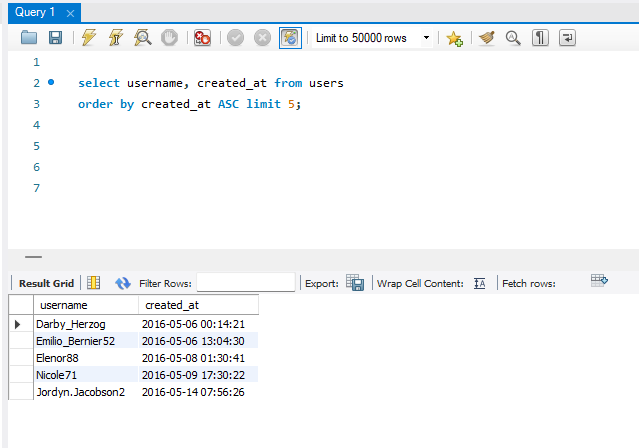 Query 1
Limit to 50000 rows
1
2 select username, created_at from users
3 order by created_at ASC limit 5;
4
5
6
7
Result Grid Filter Rows: Export: Wrap Cell Content: Fetch rows:
username created_at
Darby_Herzog 2016-05-06 00:14:21
Emilio_Bernier52 2016-05-06 13:04:30
Elenor88 2016-05-08 01:30:41
Nicole71 2016-05-09 17:30:22
Jordyn.Jacobson2 2016-05-14 07:56:26